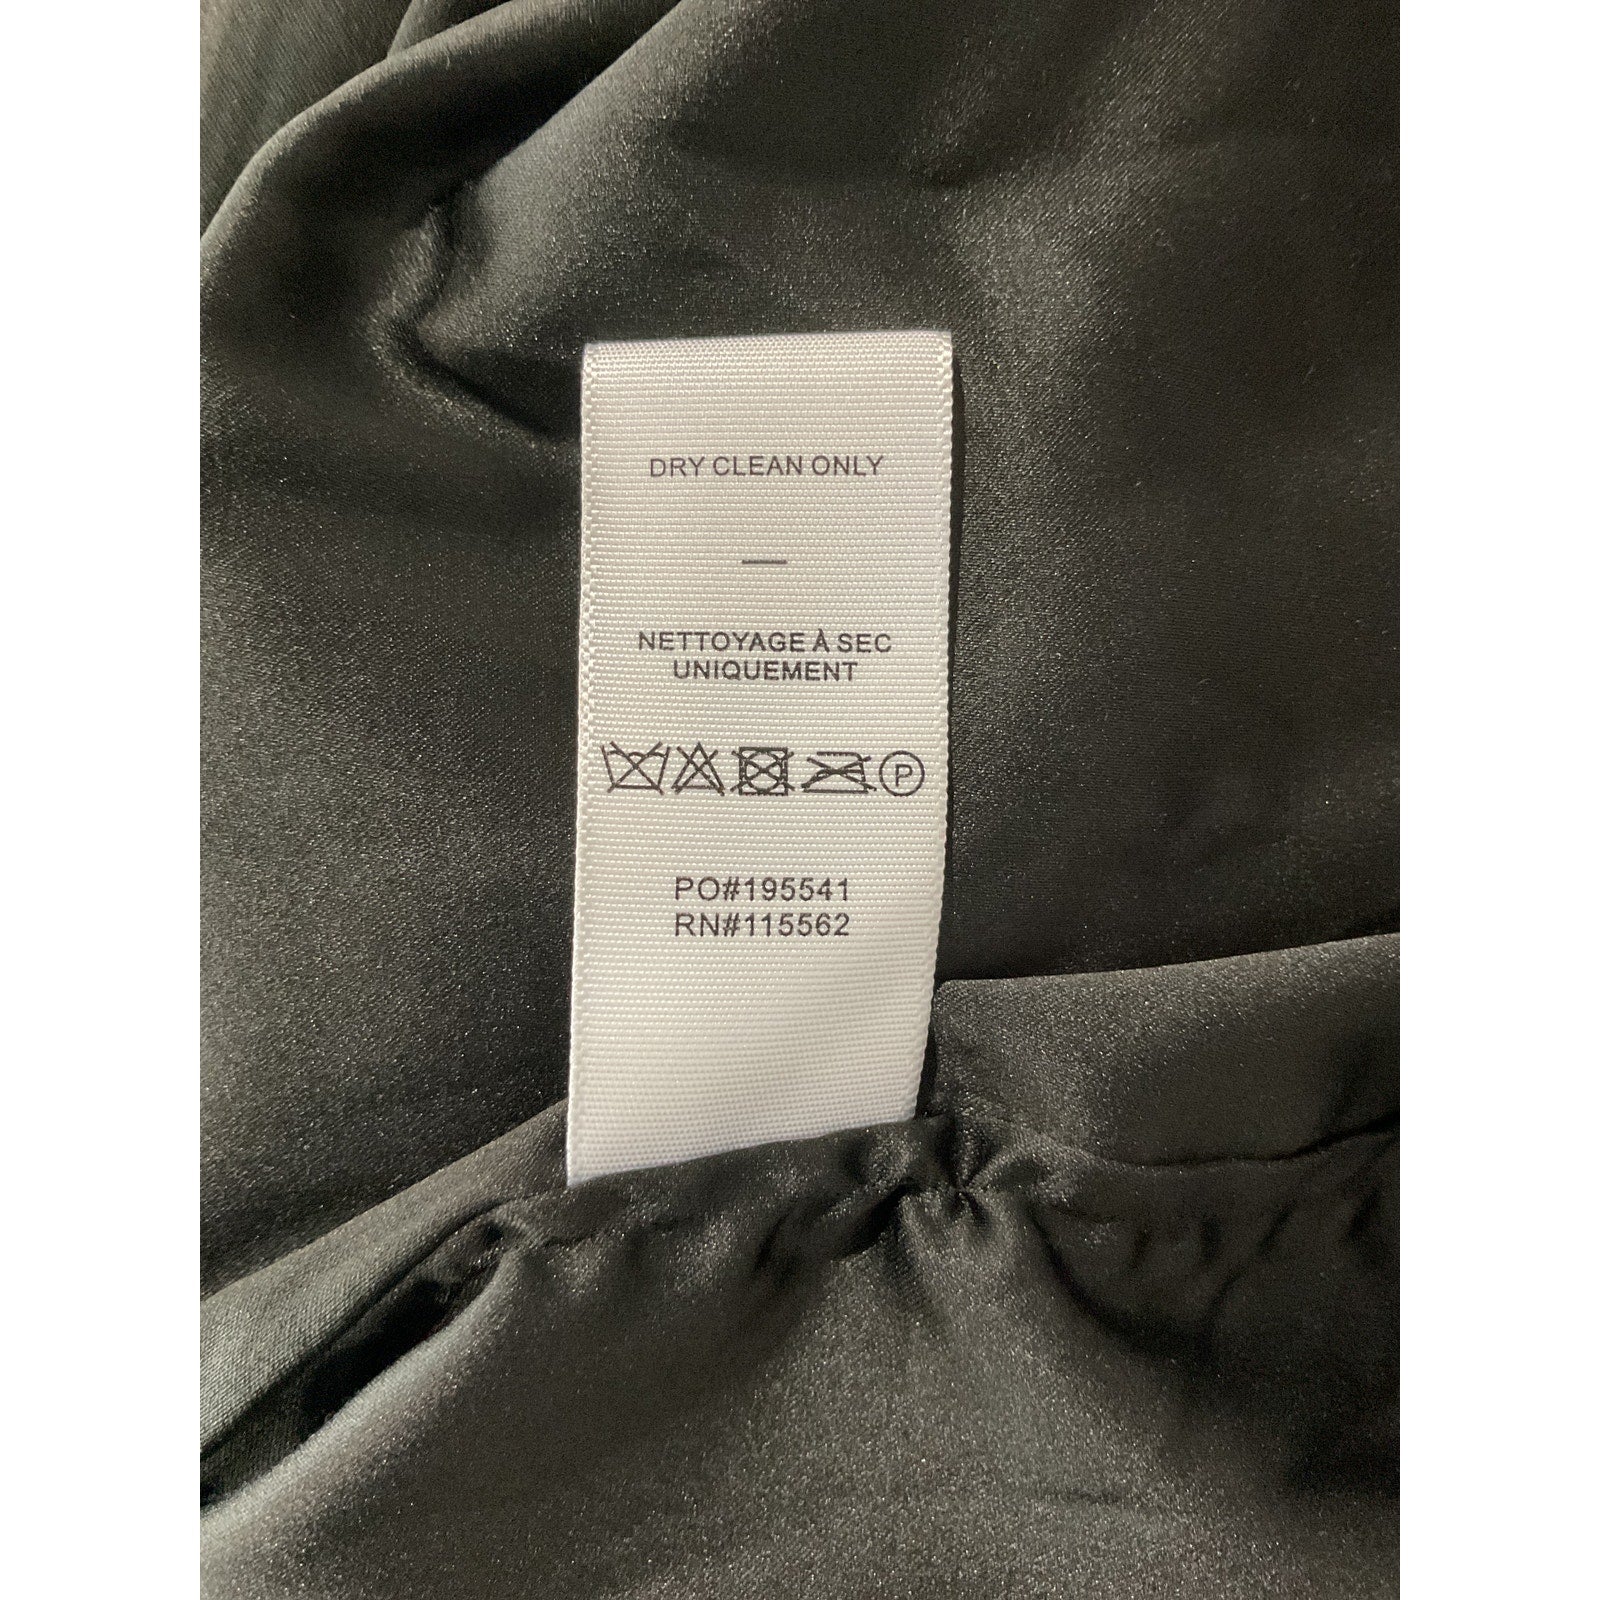 DRY CLEAN ONLY
—
NETTOYAGE À SEC
UNIQUEMENT
P
PO#195541
RN#115562